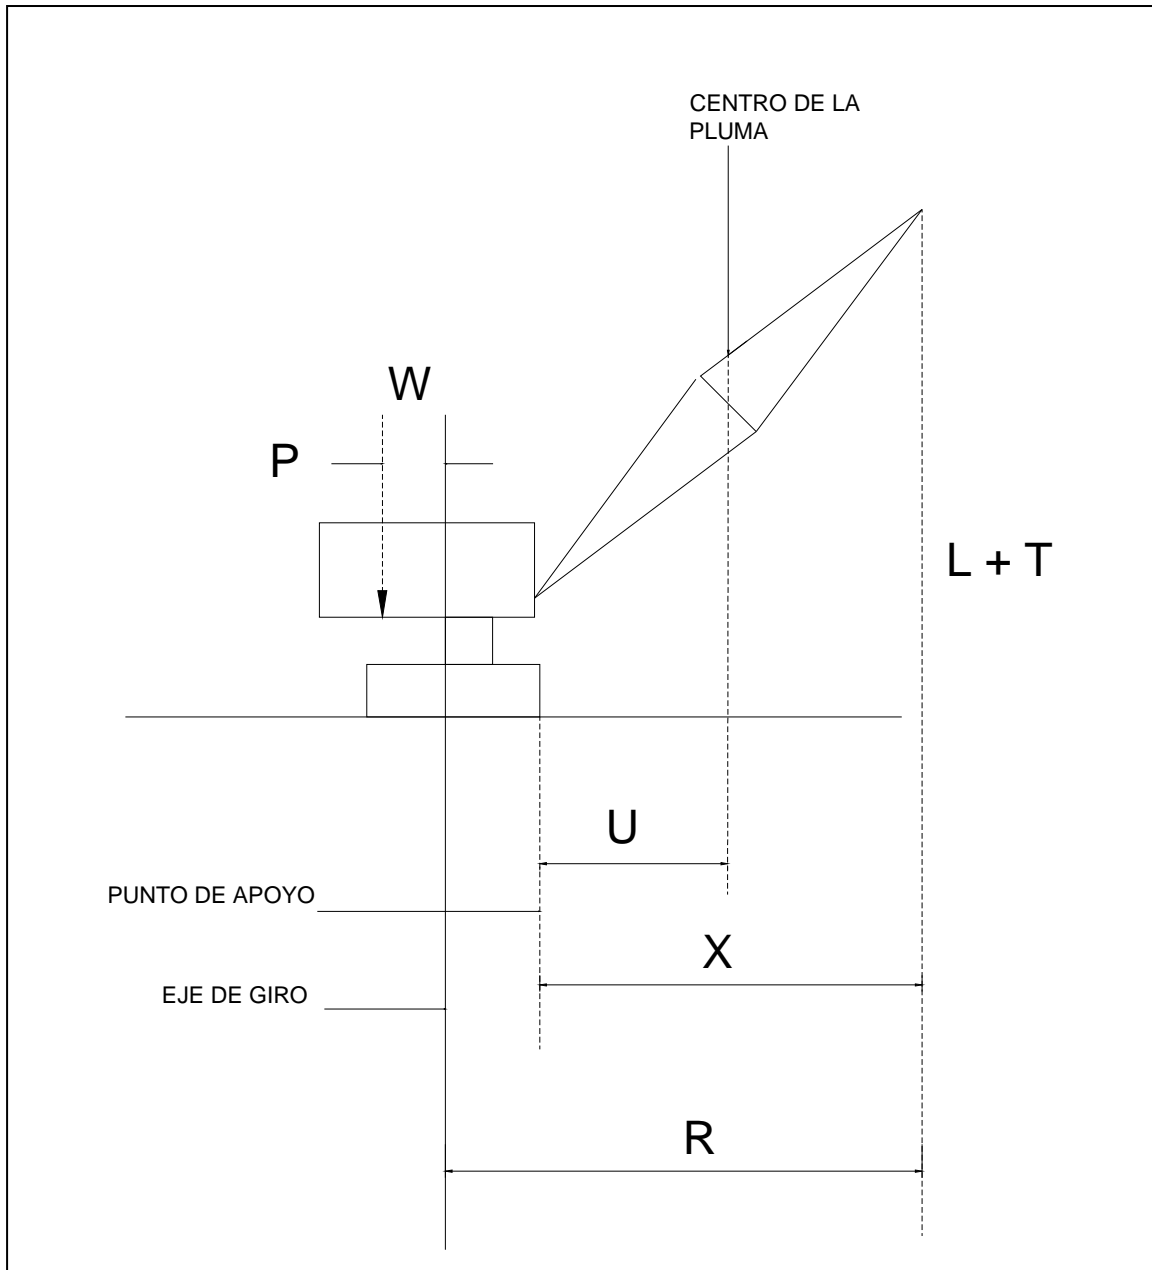 CENTRO DE LA
PLUMA
W
P
L + T
U
PUNTO DE APOYO
X
EJE DE GIRO
R